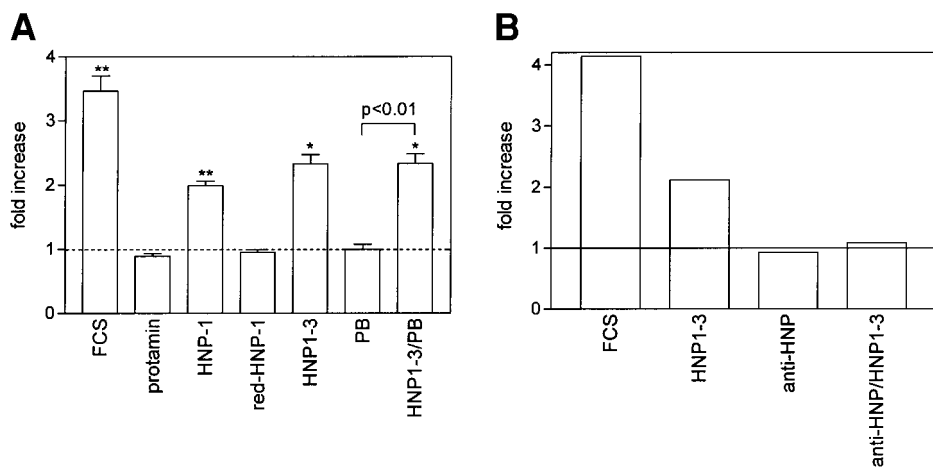 A
4
3
2
1
0
fold increase
**
**
*
p<0.01
*
FCS
protamin
HNP-1
red-HNP-1
HNP1-3
PB
HNP1-3/PB
B
4
3
2
1
0
fold increase
FCS
HNP1-3
anti-HNP
anti-HNP/HNP1-3